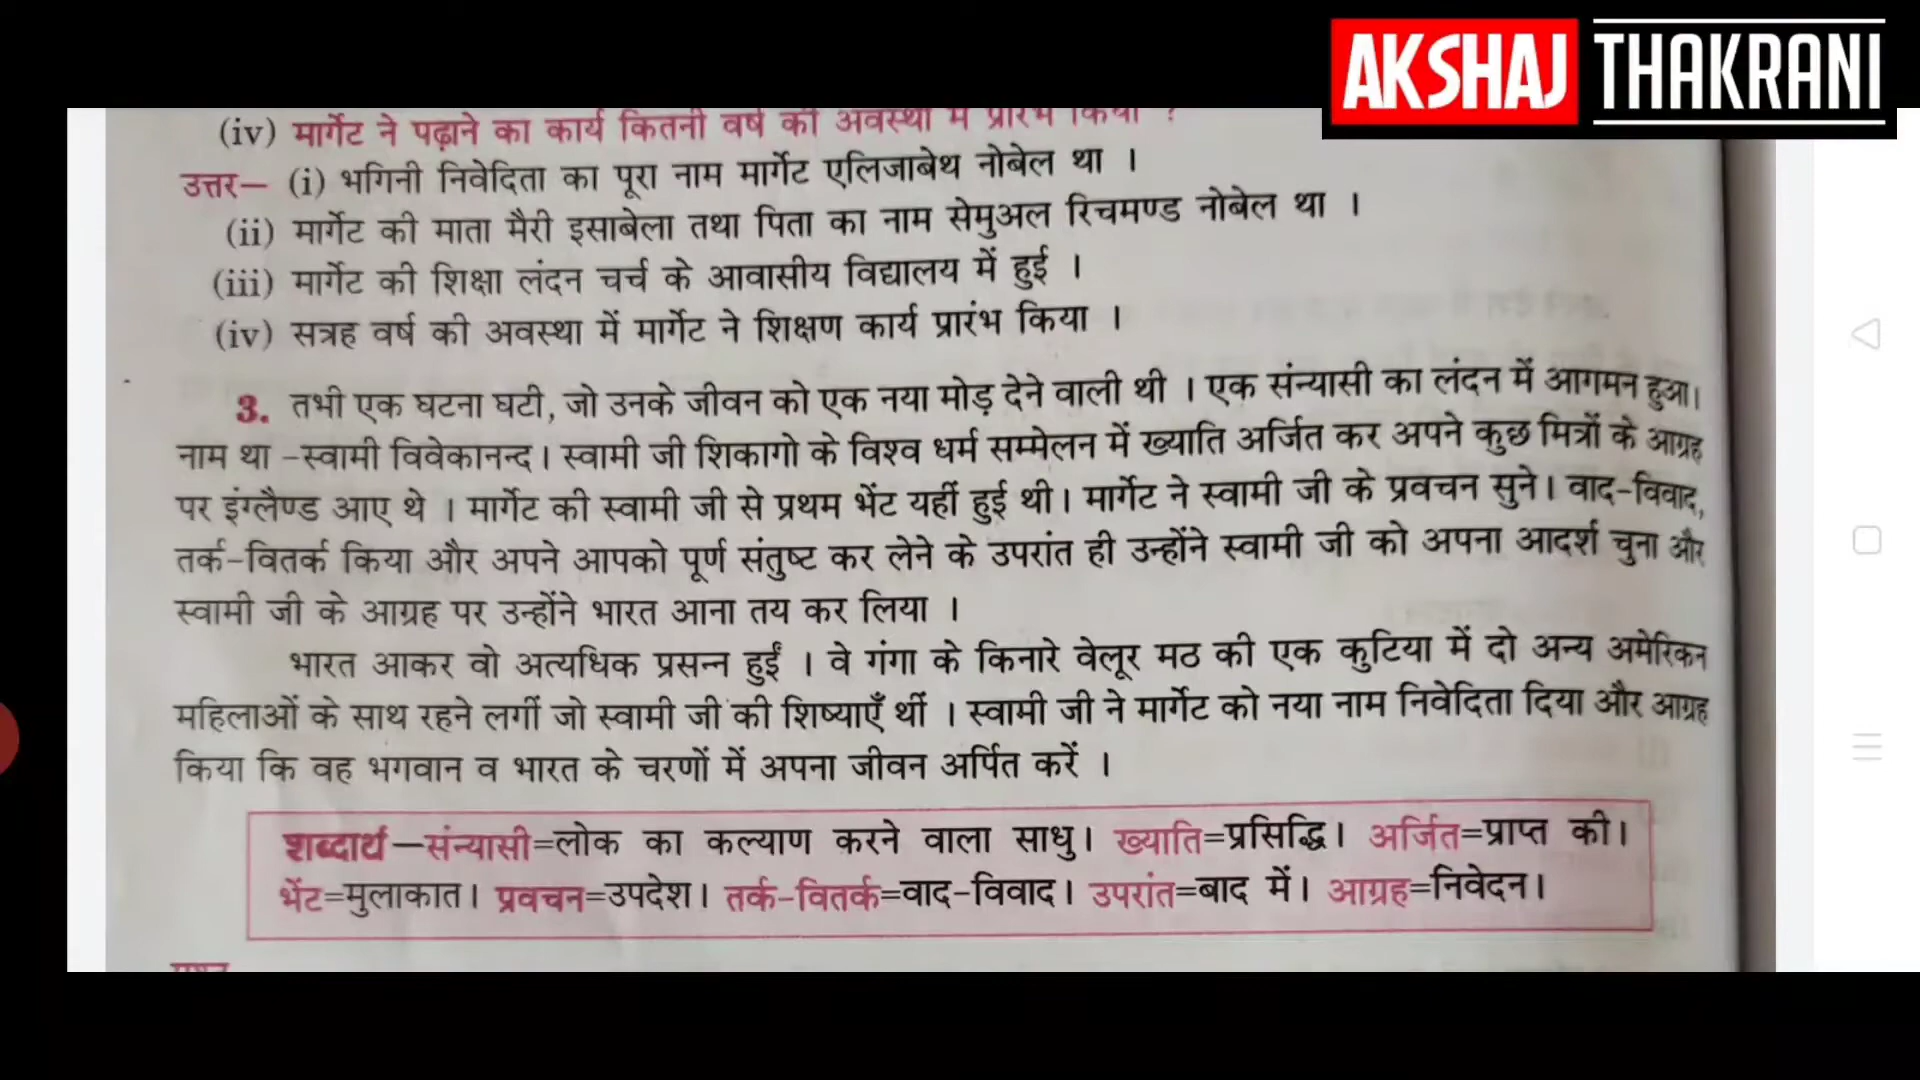 AKSHAJ THAKRANI
(iv) मार्गेट ने पढ़ाने का कार्य कितनी वर्ष की अवस्था में प्रारंभ किया ?
उत्तर— (i) भगिनी निवेदिता का पूरा नाम मार्गेट एलिजाबेथ नोबेल था ।
(ii) मार्गेट की माता मैरी इसाबेला तथा पिता का नाम सेमुअल रिचमण्ड नोबेल था ।
(iii) मार्गेट की शिक्षा लंदन चर्च के आवासीय विद्यालय में हुई ।
(iv) सत्रह वर्ष की अवस्था में मार्गेट ने शिक्षण कार्य प्रारंभ किया ।
3. तभी एक घटना घटी, जो उनके जीवन को एक नया मोड़ देने वाली थी । एक संन्यासी का लंदन में आगमन हुआ।
नाम था –स्वामी विवेकानन्द। स्वामी जी शिकागो के विश्व धर्म सम्मेलन में ख्याति अर्जित कर अपने कुछ मित्रों के आग्रह
पर इंग्लैण्ड आए थे । मार्गेट की स्वामी जी से प्रथम भेंट यहीं हुई थी। मार्गेट ने स्वामी जी के प्रवचन सुने। वाद-विवाद,
तर्क-वितर्क किया और अपने आपको पूर्ण संतुष्ट कर लेने के उपरांत ही उन्होंने स्वामी जी को अपना आदर्श चुना और
स्वामी जी के आग्रह पर उन्होंने भारत आना तय कर लिया ।
भारत आकर वो अत्यधिक प्रसन्न हुईं । वे गंगा के किनारे वेलूर मठ की एक कुटिया में दो अन्य अमेरिकन
महिलाओं के साथ रहने लगीं जो स्वामी जी की शिष्याएँ थीं । स्वामी जी ने मार्गेट को नया नाम निवेदिता दिया और आग्रह
किया कि वह भगवान व भारत के चरणों में अपना जीवन अर्पित करें ।
शब्दार्थ—संन्यासी=लोक का कल्याण करने वाला साधु। ख्याति=प्रसिद्धि। अर्जित=प्राप्त की।
भेंट=मुलाकात। प्रवचन=उपदेश। तर्क-वितर्क=वाद-विवाद। उपरांत=बाद में। आग्रह=निवेदन।